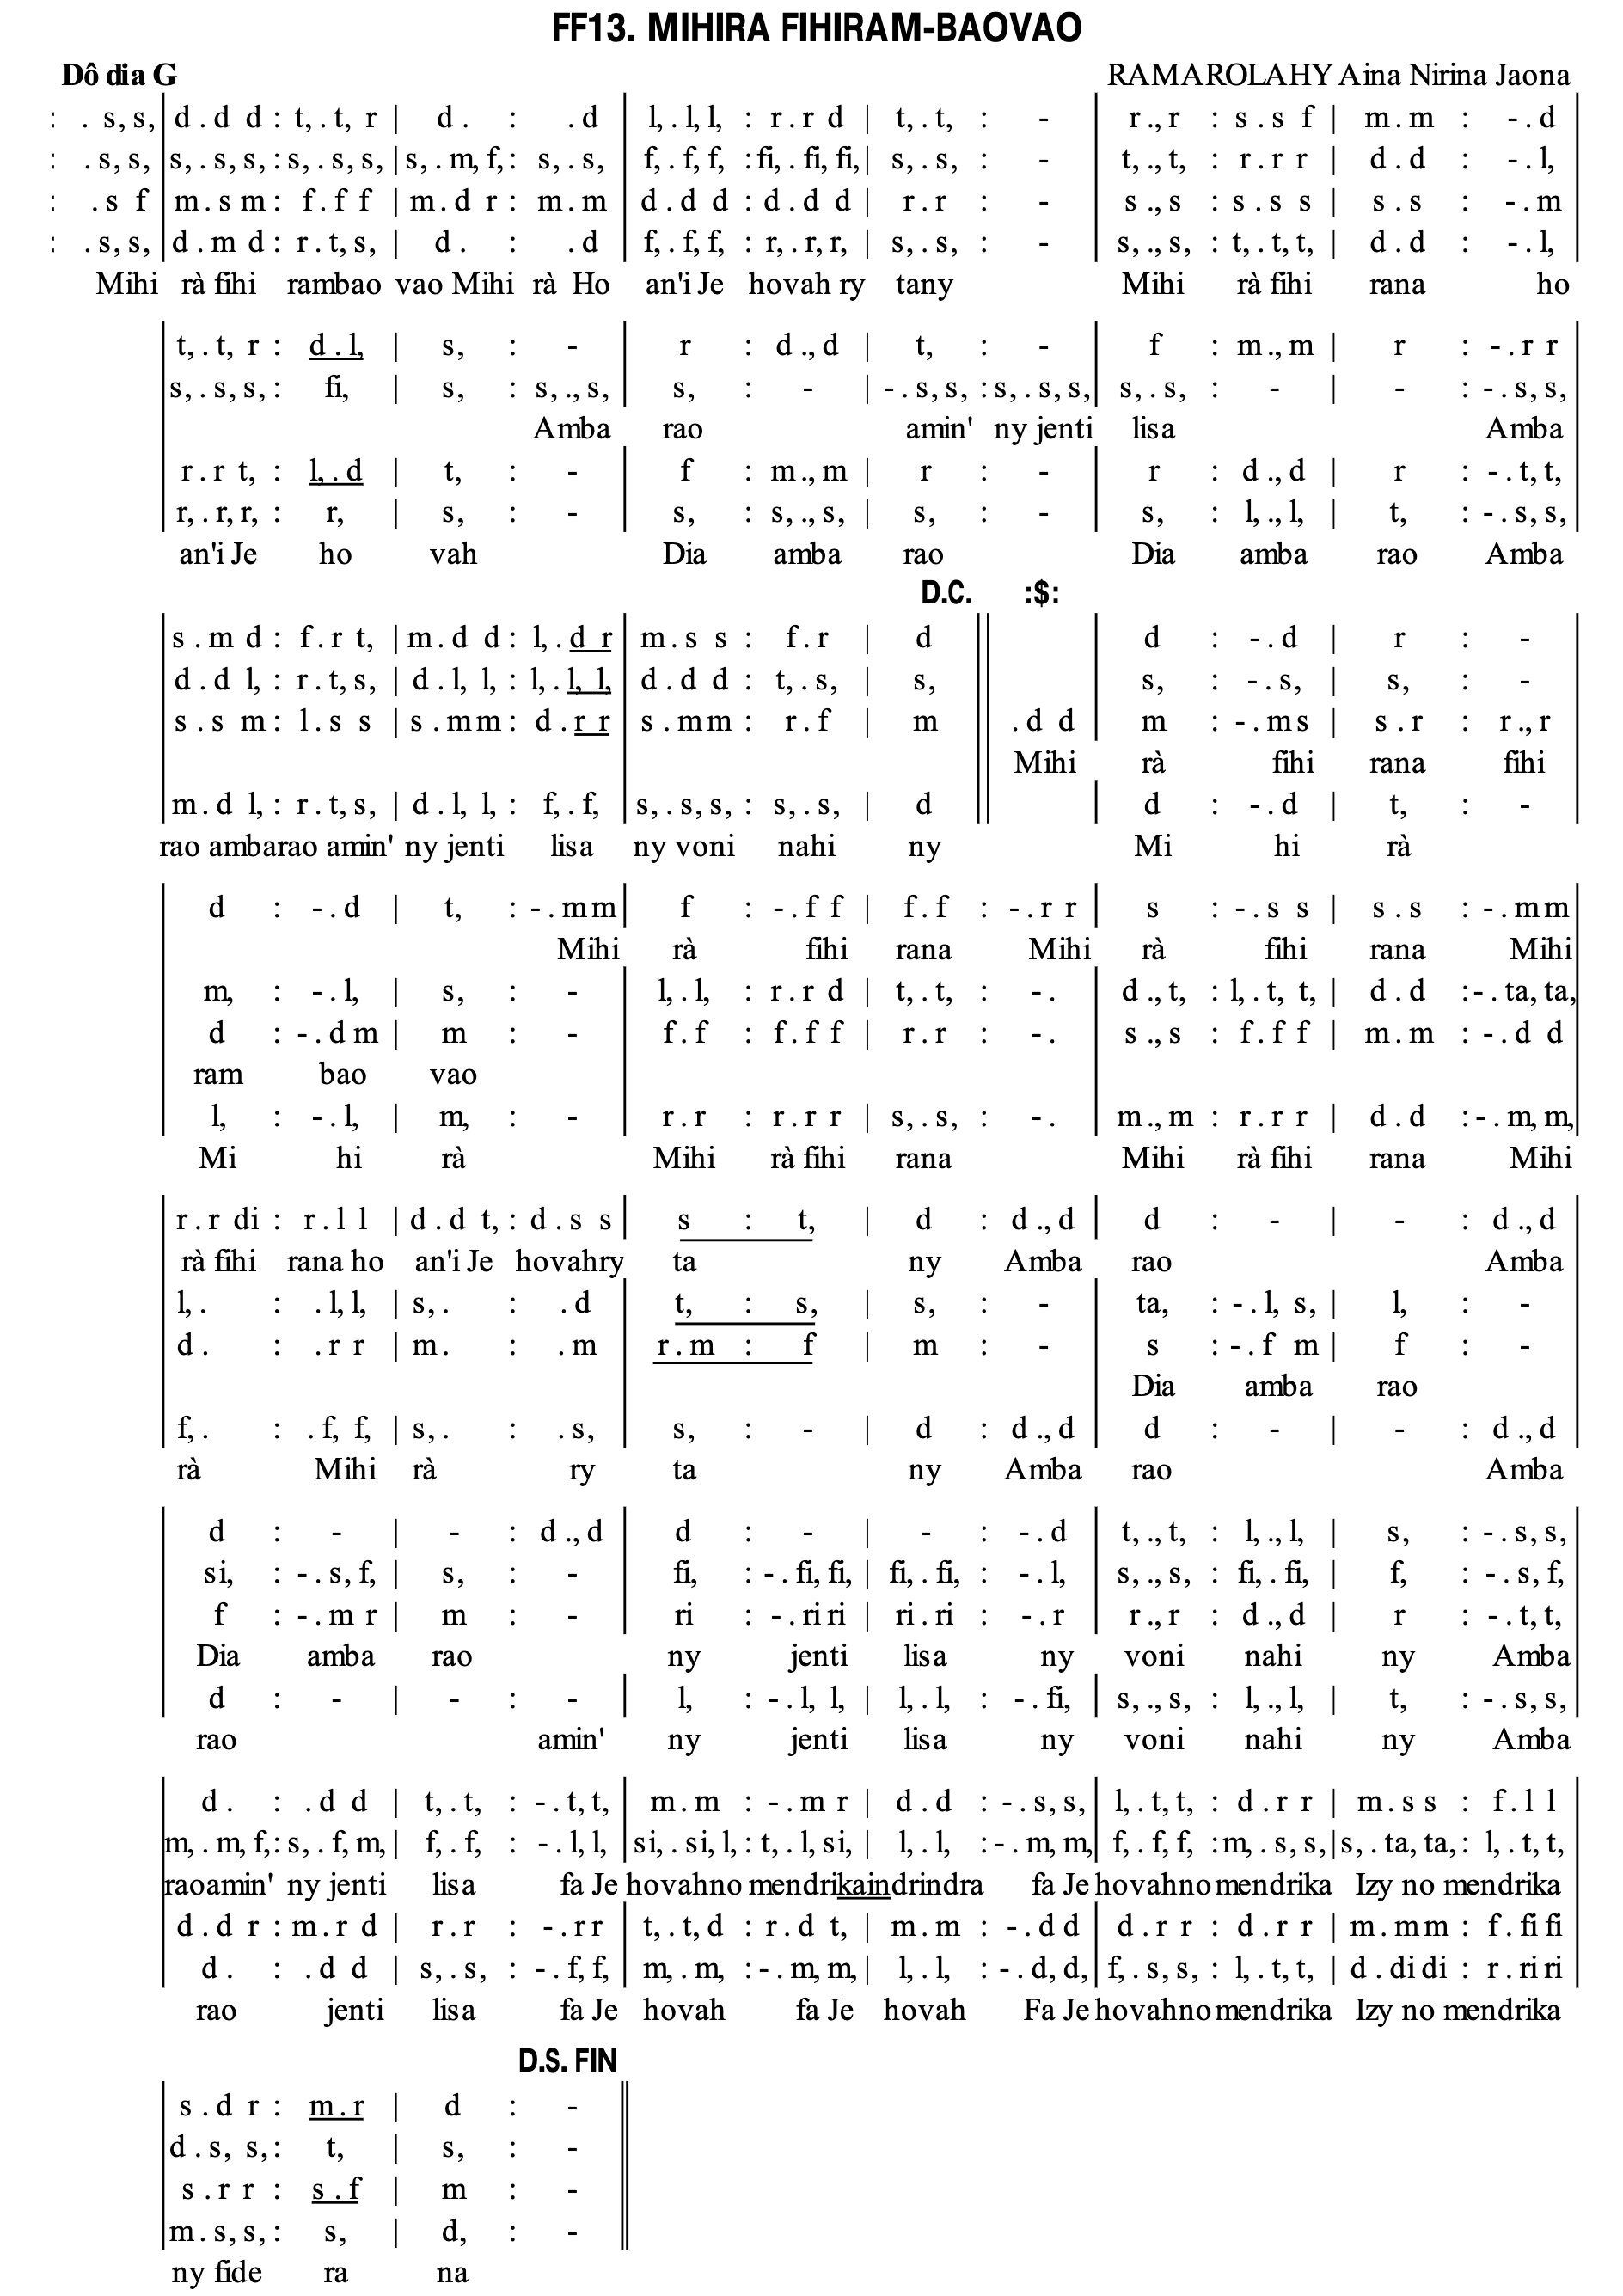 FF13. MIHIRA FIHIRAM-BAOVAO
Dô dia G RAMAROLAHY Aina Nirina Jaona
: . s, s, | d . d d : t, . t, r | d . : . d | l, . l, l, : r . r d | t, . t, : - | r ., r : s . s f | m . m : - . d |
: . s, s, | s, . s, s, : s, . s, s, | s, . m, f, : s, . s, | f, . f, f, : fi, . fi, fi, | s, . s, : - | t, ., t, : r . r r | d . d : - . l, |
: . s f | m . s m : f . f f | m . d r : m . m | d . d d : d . d d | r . r : - | s ., s : s . s s | s . s : - . m |
: . s, s, | d . m d : r . t, s, | d . : . d | f, . f, f, : r, . r, r, | s, . s, : - | s, ., s, : t, . t, t, | d . d : - . l, |
Mihi rà fihi rambao vao Mihi rà Ho an'i Je hovah ry tany Mihi rà fihi rana ho
| t, . t, r : d . l, | s, : - | r : d ., d | t, : - | f : m ., m | r : - . r r |
| s, . s, s, : fi, | s, : s, ., s, | s, : - | - . s, s, : s, . s, s, | s, . s, : - | - : - . s, s, |
Amba rao amin' ny jenti lisa Amba
| r . r t, : l, . d | t, : - | f : m ., m | r : - | r : d ., d | r : - . t, t, |
| r, . r, r, : r, | s, : - | s, : s, ., s, | s, : - | s, : l, ., l, | t, : - . s, s, |
an'i Je ho vah Dia amba rao Dia amba rao Amba
D.C. :$:
| s . m d : f . r t, | m . d d : l, . d r | m . s s : f . r | d || | d : - . d | r : - |
| d . d l, : r . t, s, | d . l, l, : l, . l, l, | d . d d : t, . s, | s, || | s, : - . s, | s, : - |
| s . s m : l . s s | s . m m : d . r r | s . m m : r . f | m || . d d | m : - . m s | s . r : r ., r |
Mihi rà fihi rana fihi
| m . d l, : r . t, s, | d . l, l, : f, . f, | s, . s, s, : s, . s, | d || | d : - . d | t, : - |
rao ambarao amin' ny jenti lisa ny voni nahi ny Mi hi rà
| d : - . d | t, : - . m m | f : - . f f | f . f : - . r r | s : - . s s | s . s : - . m m |
Mihi rà fihi rana Mihi rà fihi rana Mihi
| m, : - . l, | s, : - | l, . l, : r . r d | t, . t, : - . | d ., t, : l, . t, t, | d . d : - . ta, ta, |
| d : - . d m | m : - | f . f : f . f f | r . r : - . | s ., s : f . f f | m . m : - . d d |
ram bao vao
| l, : - . l, | m, : - | r . r : r . r r | s, . s, : - . | m ., m : r . r r | d . d : - . m, m, |
Mi hi rà Mihi rà fihi rana Mihi rà fihi rana Mihi
| r . r di : r . l l | d . d t, : d . s s | s : t, | d : d ., d | d : - | - : d ., d |
rà fihi rana ho an'i Je hovahry ta ny Amba rao Amba
| l, . : . l, l, | s, . : . d | t, : s, | s, : - | ta, : - . l, s, | l, : - |
| d . : . r r | m . : . m | r . m : f | m : - | s : - . f m | f : - |
Dia amba rao
| f, . : . f, f, | s, . : . s, | s, : - | d : d ., d | d : - | - : d ., d |
rà Mihi rà ry ta ny Amba rao Amba
| d : - | - : d ., d | d : - | - : - . d | t, ., t, : l, ., l, | s, : - . s, s, |
| si, : - . s, f, | s, : - | fi, : - . fi, fi, | fi, . fi, : - . l, | s, ., s, : fi, . fi, | f, : - . s, f, |
| f : - . m r | m : - | ri : - . ri ri | ri . ri : - . r | r ., r : d ., d | r : - . t, t, |
Dia amba rao ny jenti lisa ny voni nahi ny Amba
| d : - | - : - | l, : - . l, l, | l, . l, : - . fi, | s, ., s, : l, ., l, | t, : - . s, s, |
rao amin' ny jenti lisa ny voni nahi ny Amba
| d . : . d d | t, . t, : - . t, t, | m . m : - . m r | d . d : - . s, s, | l, . t, t, : d . r r | m . s s : f . l l |
| m, . m, f, : s, . f, m, | f, . f, : - . l, l, | si, . si, l, : t, . l, si, | l, . l, : - . m, m, | f, . f, f, : m, . s, s, | s, . ta, ta, : l, . t, t, |
raoamin' ny jenti lisa fa Je hovahno mendrikaindrindra fa Je hovahno mendrika Izy no mendrika
| d . d r : m . r d | r . r : - . r r | t, . t, d : r . d t, | m . m : - . d d | d . r r : d . r r | m . m m : f . fi fi |
| d . : . d d | s, . s, : - . f, f, | m, . m, : - . m, m, | l, . l, : - . d, d, | f, . s, s, : l, . t, t, | d . di di : r . ri ri |
rao jenti lisa fa Je hovah fa Je hovah Fa Je hovahno mendrika Izy no mendrika
D.S. FIN
| s . d r : m . r | d : - ||
| d . s, s, : t, | s, : - ||
| s . r r : s . f | m : - ||
| m . s, s, : s, | d, : - ||
ny fide ra na